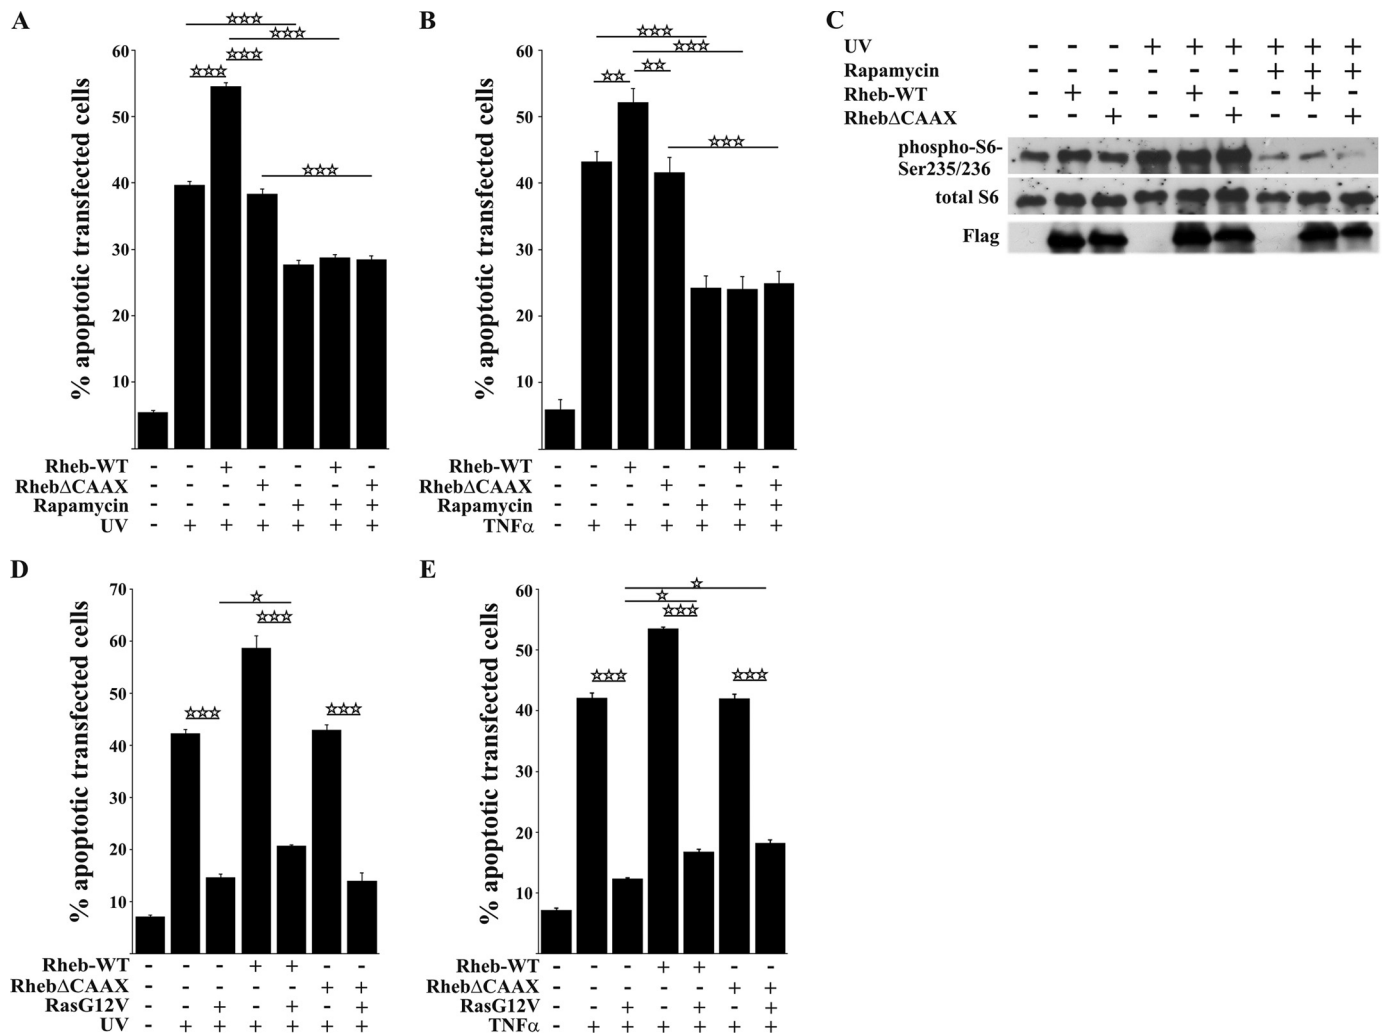 A
☆☆☆
☆☆☆
☆☆☆
☆☆☆
☆☆☆
60
50
40
30
20
10
% apoptotic transfected cells
Rheb-WT - - + - - + -
RhebΔCAAX - - - + - - +
Rapamycin - - - - + + +
UV - + + + + + +
B
☆☆☆
☆☆☆
☆☆ ☆☆
☆☆☆
60
50
40
30
20
10
% apoptotic transfected cells
Rheb-WT - - + - - + -
RhebΔCAAX - - - + - - +
Rapamycin - - - - + + +
TNFα - + + + + + +
C
UV - - - + + + + + +
Rapamycin - - - - - - + + +
Rheb-WT - + - - + - - + -
RhebΔCAAX - - + - - + - - +
phospho-S6-
Ser235/236
total S6
Flag
D
☆
☆☆☆
☆☆☆
☆☆☆
70
60
50
40
30
20
10
% apoptotic transfected cells
Rheb-WT - - - + + - -
RhebΔCAAX - - - - - + +
RasG12V - - + - + - +
UV - + + + + + +
E
☆
☆
☆☆☆
☆☆☆
☆☆☆
60
50
40
30
20
10
% apoptotic transfected cells
Rheb-WT - - - + + - -
RhebΔCAAX - - - - - + +
RasG12V - - + - + - +
TNFα - + + + + + +